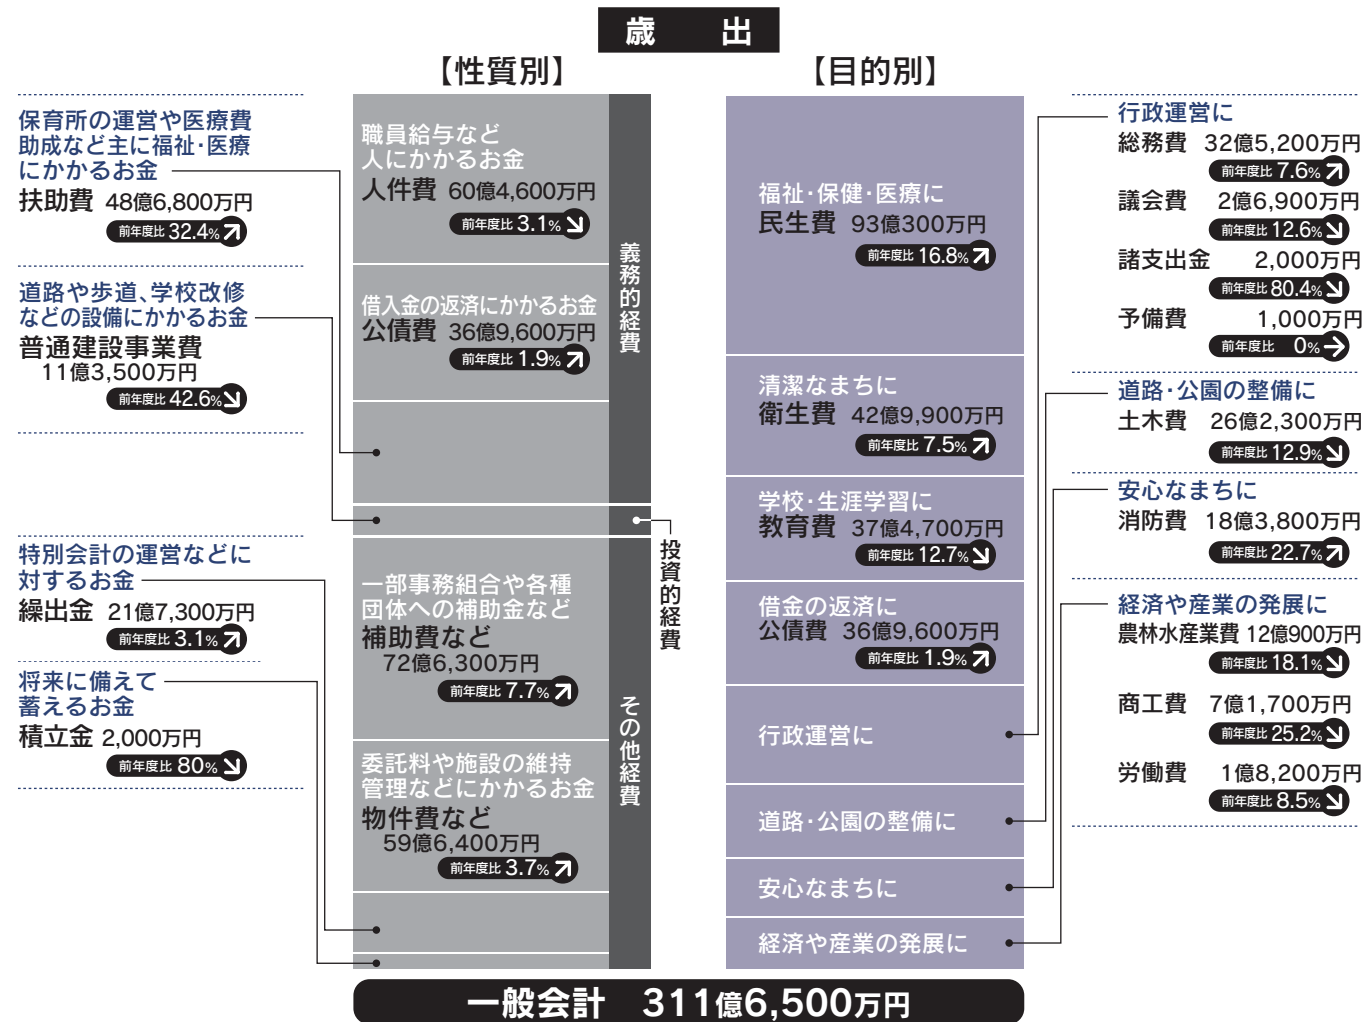 歳出
【性質別】
【目的別】
保育所の運営や医療費
助成など主に福祉・医療
にかかるお金
扶助費 48億6,800万円
前年度比 32.4%
道路や歩道、学校改修
などの設備にかかるお金
普通建設事業費
11億3,500万円
前年度比 42.6%
特別会計の運営などに
対するお金
繰出金 21億7,300万円
前年度比 3.1%
将来に備えて
蓄えるお金
積立金 2,000万円
前年度比 80%
職員給与など
人にかかるお金
人件費 60億4,600万円
前年度比 3.1%
借入金の返済にかかるお金
公債費 36億9,600万円
前年度比 1.9%
一部事務組合や各種
団体への補助金など
補助費など
72億6,300万円
前年度比 7.7%
委託料や施設の維持
管理などにかかるお金
物件費など
59億6,400万円
前年度比 3.7%
義務的経費
投資的経費
その他経費
福祉・保健・医療に
民生費 93億300万円
前年度比 16.8%
清潔なまちに
衛生費 42億9,900万円
前年度比 7.5%
学校・生涯学習に
教育費 37億4,700万円
前年度比 12.7%
借金の返済に
公債費 36億9,600万円
前年度比 1.9%
行政運営に
道路・公園の整備に
安心なまちに
経済や産業の発展に
行政運営に
総務費 32億5,200万円
前年度比 7.6%
議会費 2億6,900万円
前年度比 12.6%
諸支出金 2,000万円
前年度比 80.4%
予備費 1,000万円
前年度比 0%
道路・公園の整備に
土木費 26億2,300万円
前年度比 12.9%
安心なまちに
消防費 18億3,800万円
前年度比 22.7%
経済や産業の発展に
農林水産業費 12億900万円
前年度比 18.1%
商工費 7億1,700万円
前年度比 25.2%
労働費 1億8,200万円
前年度比 8.5%
一般会計 311億6,500万円